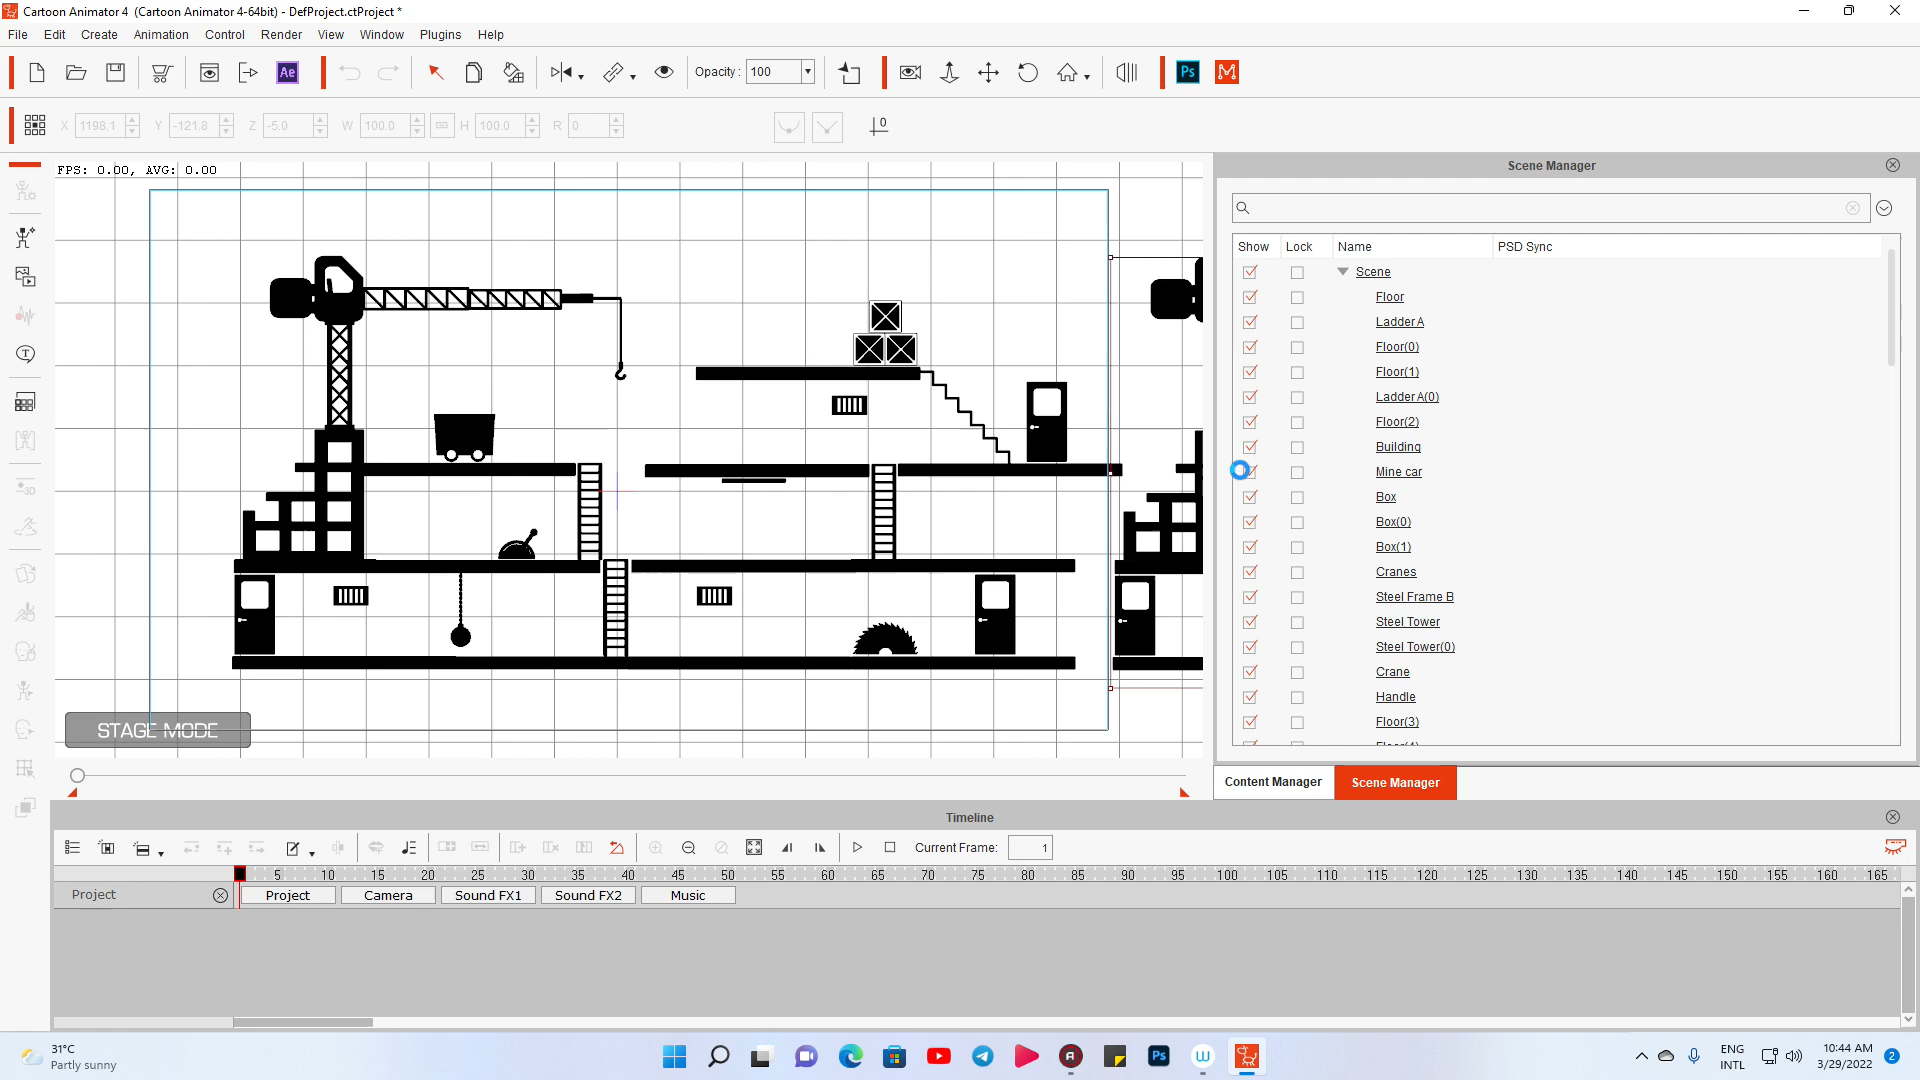 Cartoon Animator 4  (Cartoon Animator 4-64bit) - DefProject.ctProject *
File Edit Create Animation Control Render View Window Plugins Help
Ae Opacity : 100 Ps
X 1198.1 Y -121.8 Z -5.0 W 100.0 H 100.0 R 0 0
FPS: 0.00, AVG: 0.00
Scene Manager
Show Lock Name PSD Sync
Scene
Floor
Ladder A
Floor(0)
Floor(1)
Ladder A(0)
Floor(2)
Building
Mine car
Box
Box(0)
Box(1)
Cranes
Steel Frame B
Steel Tower
Steel Tower(0)
Crane
Handle
Floor(3)
Floor(4)
STAGE MODE
Content Manager Scene Manager
Timeline
Current Frame: 1
5 10 15 20 25 30 35 40 45 50 55 60 65 70 75 80 85 90 95 100 105 110 115 120 125 130 135 140 145 150 155 160 165
Project Project Camera Sound FX1 Sound FX2 Music
31°C
Partly sunny
Ps
ENG
INTL
10:44 AM
3/29/2022
2